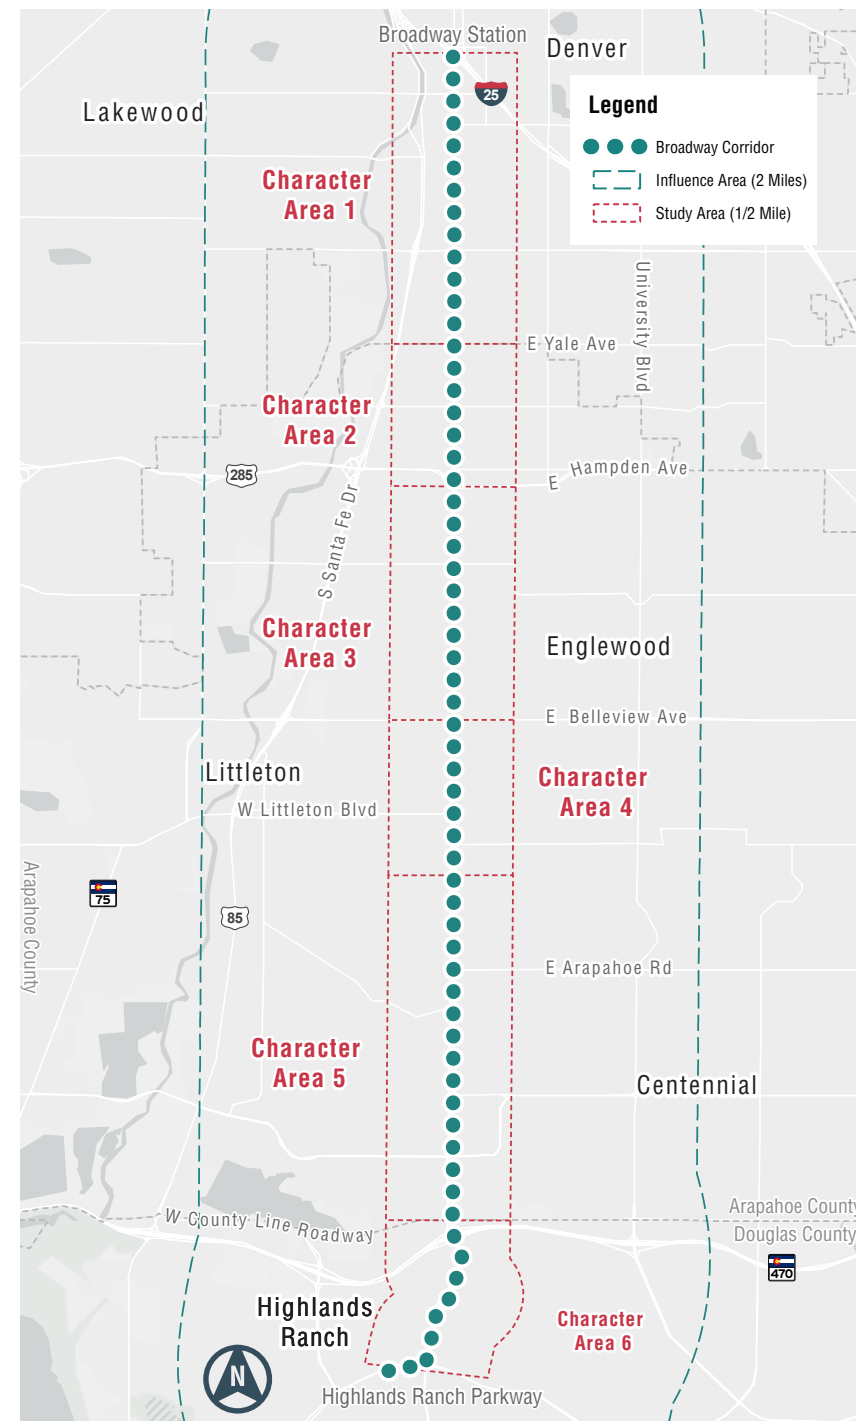 Broadway Station
Denver
25
Lakewood
Legend
Broadway Corridor
Influence Area (2 Miles)
Study Area (1/2 Mile)
Character
Area 1
University Blvd
E Yale Ave
Character
Area 2
285
E Hampden Ave
S Santa Fe Dr
Character
Area 3
Englewood
E Belleview Ave
Littleton
Character
Area 4
W Littleton Blvd
Arapahoe County
75
85
E Arapahoe Rd
Character
Area 5
Centennial
Arapahoe County
W County Line Roadway
Douglas County
470
Highlands
Ranch
Character
Area 6
N
Highlands Ranch Parkway